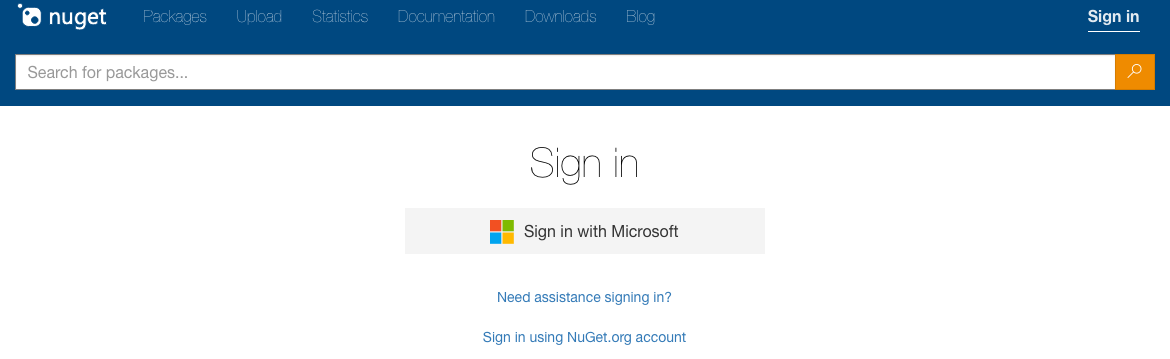 nuget Packages Upload Statistics Documentation Downloads Blog Sign in
Search for packages...
Sign in
Sign in with Microsoft
Need assistance signing in?
Sign in using NuGet.org account